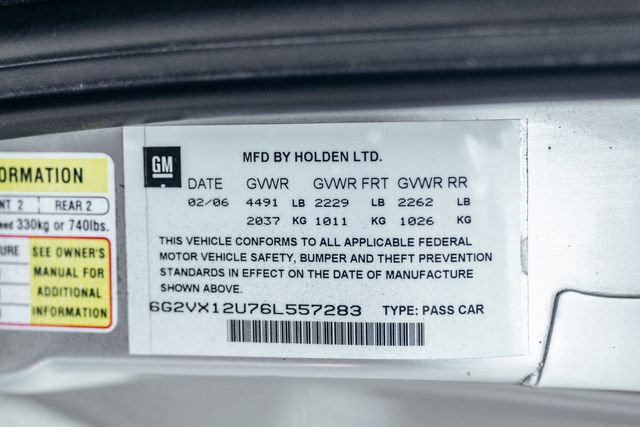 GM
MFD BY HOLDEN LTD.
DATE GVWR GVWR FRT GVWR RR
02/06 4491 LB 2229 LB 2262 LB
2037 KG 1011 KG 1026 KG
THIS VEHICLE CONFORMS TO ALL APPLICABLE FEDERAL
MOTOR VEHICLE SAFETY, BUMPER AND THEFT PREVENTION
STANDARDS IN EFFECT ON THE DATE OF MANUFACTURE
SHOWN ABOVE.
6G2VX12U76L557283 TYPE: PASS CAR
ORMATION
NT 2 REAR 2
eed 330kg or 740lbs.
URE SEE OWNER'S
MANUAL FOR
ADDITIONAL
INFORMATION